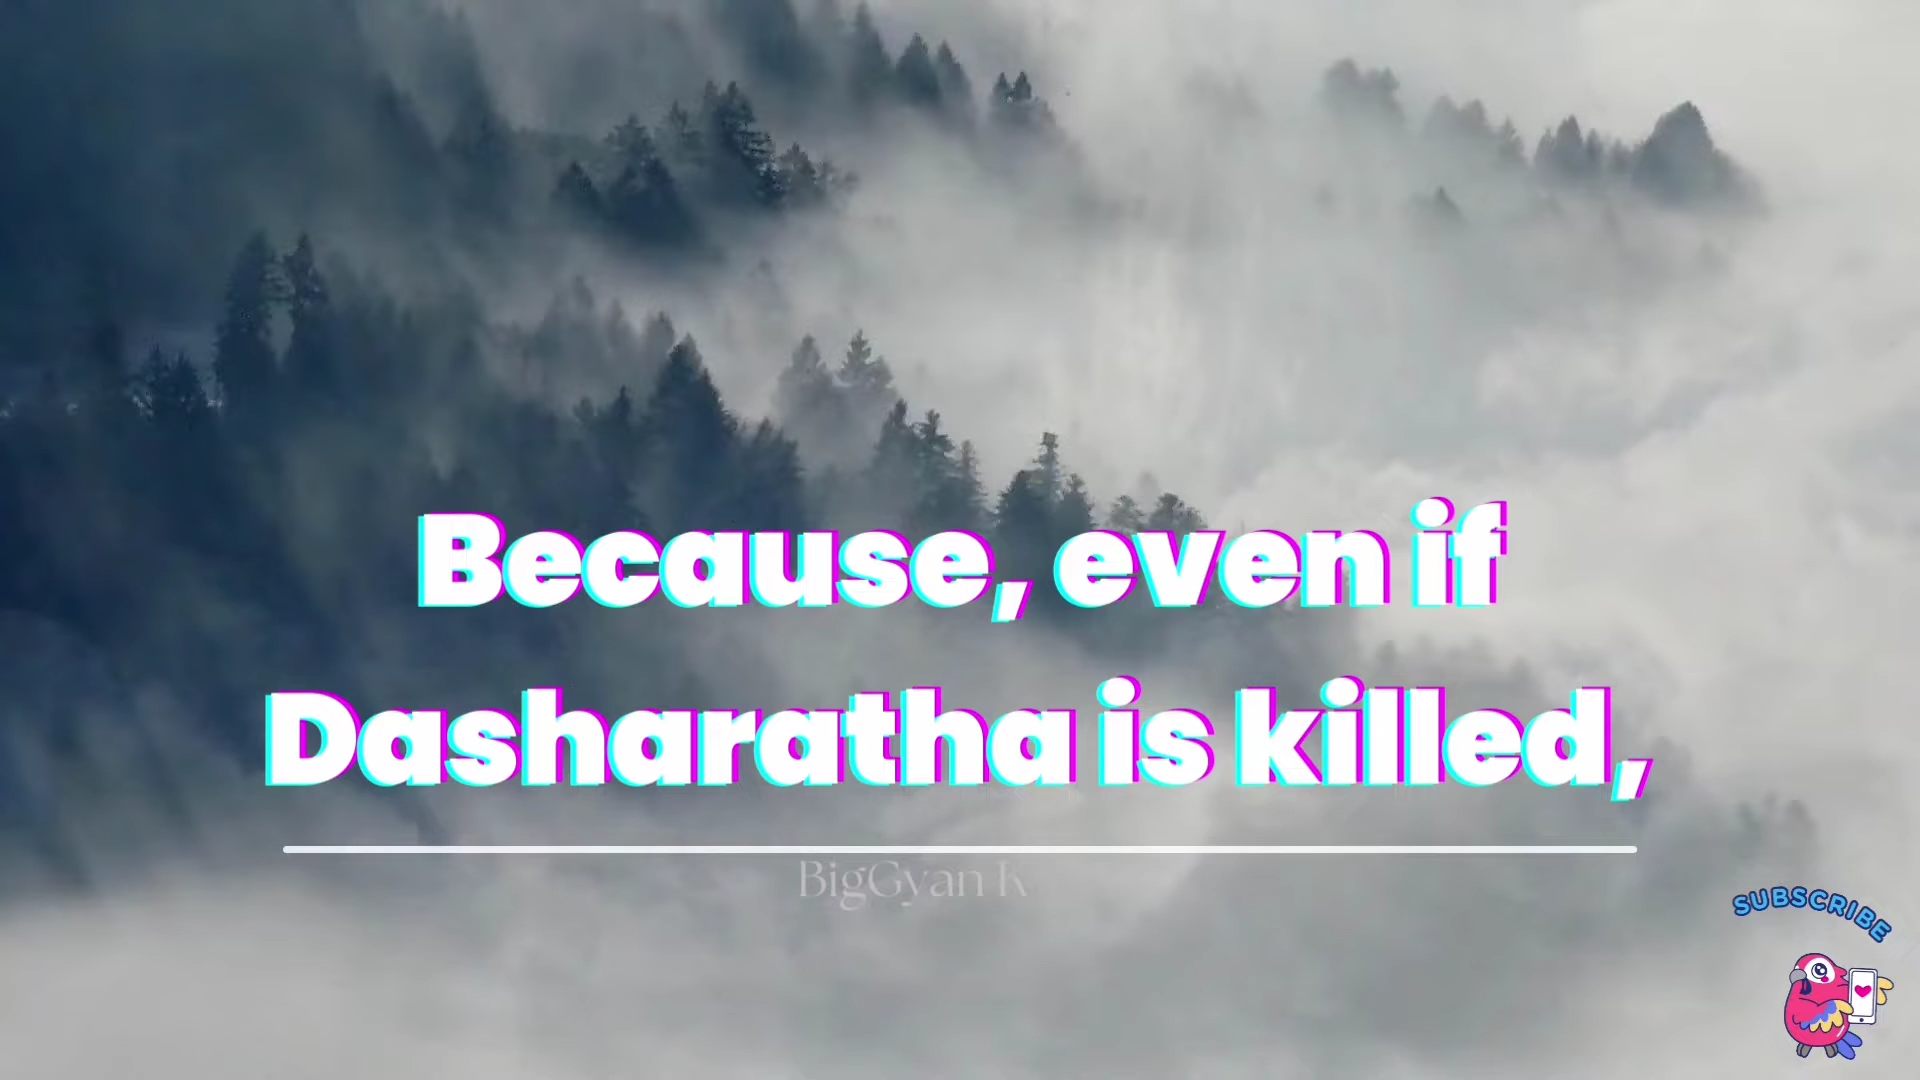 Because, even if
Dasharatha is killed,
BigGyan K
SUBSCRIBE